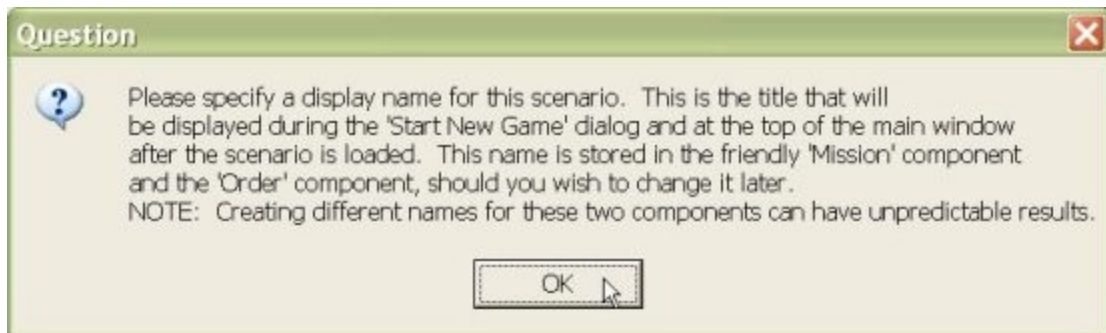 Question
Please specify a display name for this scenario.  This is the title that will
be displayed during the 'Start New Game' dialog and at the top of the main window
after the scenario is loaded.  This name is stored in the friendly 'Mission' component
and the 'Order' component, should you wish to change it later.
NOTE:  Creating different names for these two components can have unpredictable results.
OK